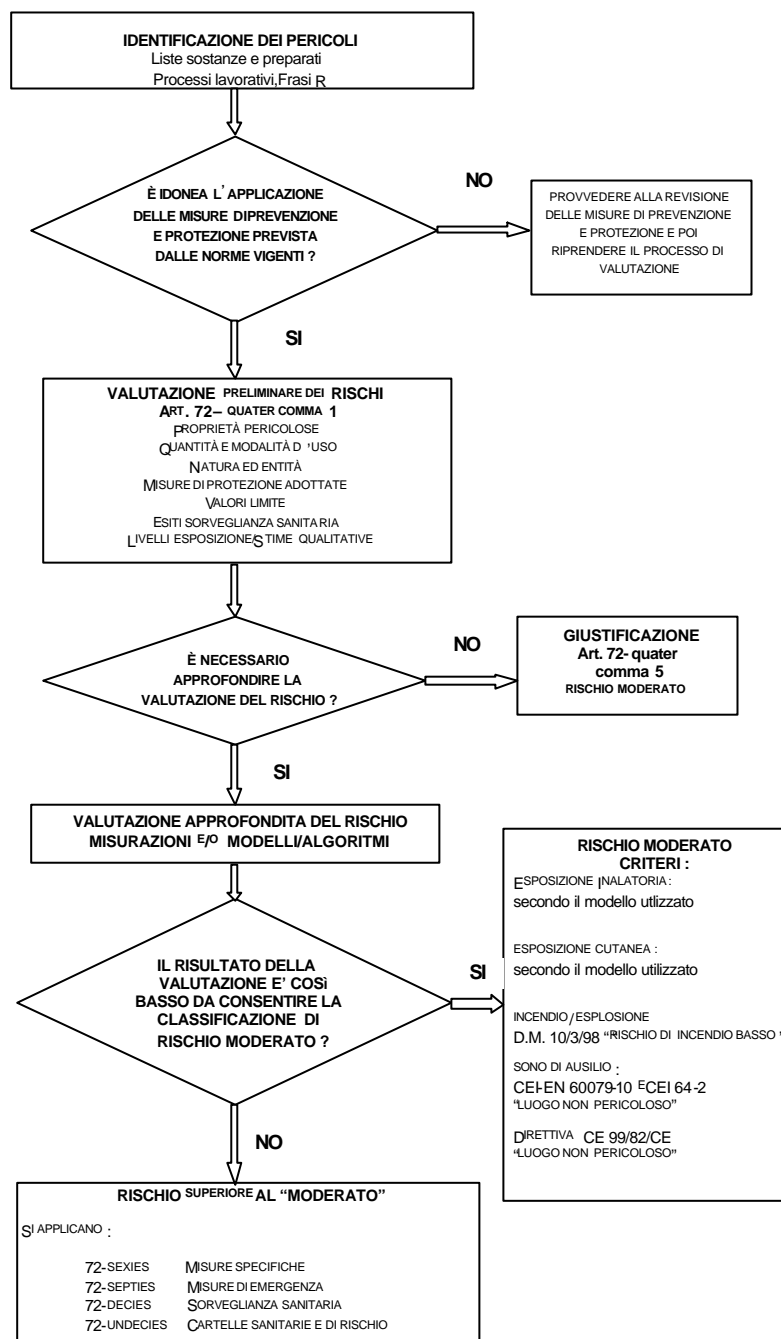 IDENTIFICAZIONE DEI PERICOLI
Liste sostanze e preparati
Processi lavorativi,Frasi R
È IDONEA L'APPLICAZIONE
DELLE MISURE DIPREVENZIONE
E PROTEZIONE PREVISTA
DALLE NORME VIGENTI ?
NO
PROVVEDERE ALLA REVISIONE
DELLE MISURE DI PREVENZIONE
E PROTEZIONE E POI
RIPRENDERE IL PROCESSO DI
VALUTAZIONE
SI
VALUTAZIONE PRELIMINARE DEI RISCHI
ART. 72– QUATER COMMA 1
PROPRIETÀ PERICOLOSE
QUANTITÀ E MODALITÀ D'USO
NATURA ED ENTITÀ
MISURE DI PROTEZIONE ADOTTATE
VALORI LIMITE
ESITI SORVEGLIANZA SANITARIA
LIVELLI ESPOSIZIONE/STIME QUALITATIVE
È NECESSARIO
APPROFONDIRE LA
VALUTAZIONE DEL RISCHIO ?
NO
GIUSTIFICAZIONE
Art. 72-quater
comma 5
RISCHIO MODERATO
SI
VALUTAZIONE APPROFONDITA DEL RISCHIO
MISURAZIONI E/O MODELLI/ALGORITMI
IL RISULTATO DELLA
VALUTAZIONE E' COSÌ
BASSO DA CONSENTIRE LA
CLASSIFICAZIONE DI
RISCHIO MODERATO ?
SI
RISCHIO MODERATO
CRITERI :
ESPOSIZIONE INALATORIA:
secondo il modello utlizzato
ESPOSIZIONE CUTANEA :
secondo il modello utilizzato
INCENDIO/ESPLOSIONE
D.M. 10/3/98 “RISCHIO DI INCENDIO BASSO”
SONO DI AUSILIO :
CEI-EN 60079-10 E CEI 64-2
“LUOGO NON PERICOLOSO”
DIRETTIVA CE 99/82/CE
“LUOGO NON PERICOLOSO”
NO
RISCHIO SUPERIORE AL “MODERATO”
SI APPLICANO :
72-SEXIES MISURE SPECIFICHE
72-SEPTIES MISURE DI EMERGENZA
72-DECIES SORVEGLIANZA SANITARIA
72-UNDECIES CARTELLE SANITARIE E DI RISCHIO